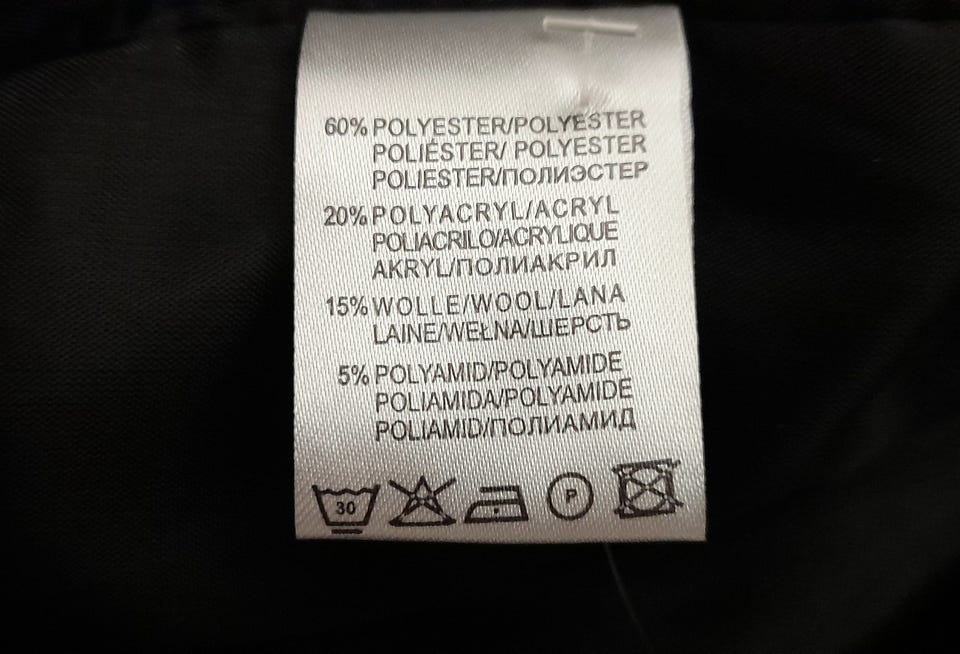 60% POLYESTER/POLYESTER
POLIÉSTER/ POLYESTER
POLIESTER/ПОЛИЭСТЕР
20% POLYACRYL/ACRYL
POLIACRILO/ACRYLIQUE
AKRYL/ПОЛИАКРИЛ
15% WOLLE/WOOL/LANA
LAINE/WEŁNA/ШЕРСТЬ
5% POLYAMID/POLYAMIDE
POLIAMIDA/POLYAMIDE
POLIAMID/ПОЛИАМИД
30 P